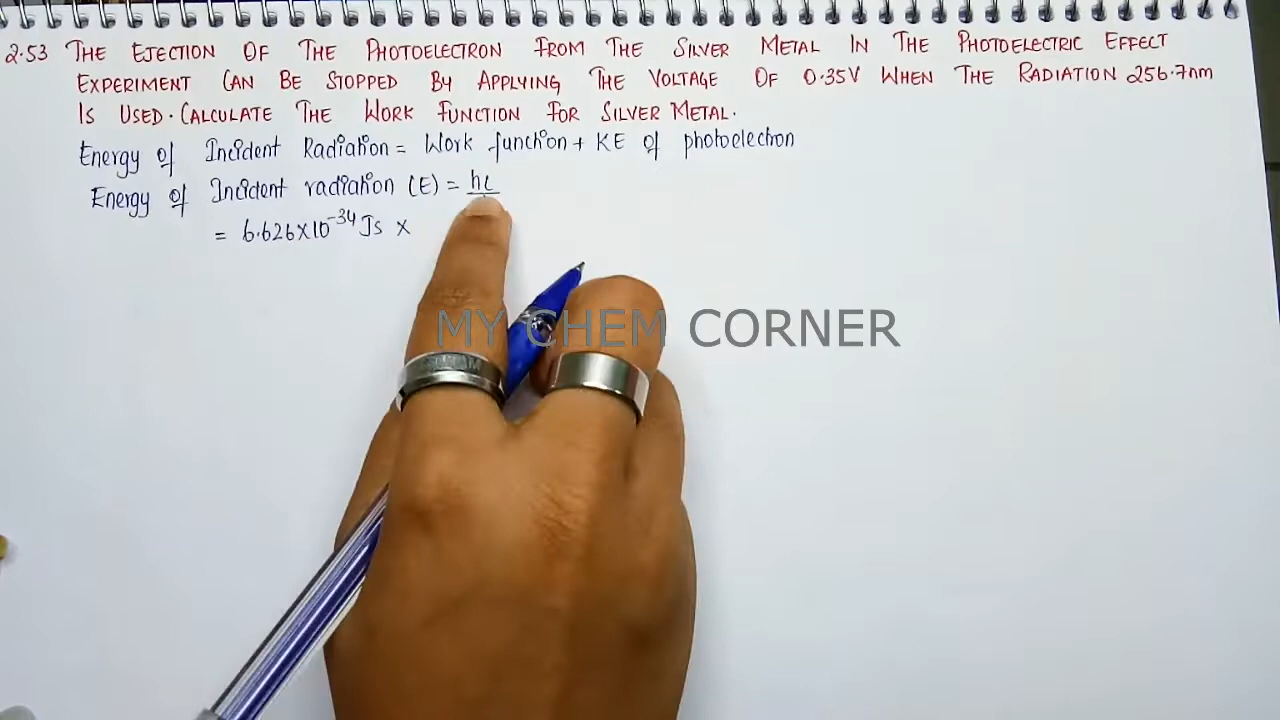 2.53 THE EJECTION OF THE PHOTOELECTRON FROM THE SILVER METAL IN THE PHOTOELECTRIC EFFECT
EXPERIMENT CAN BE STOPPED BY APPLYING THE VOLTAGE OF 0.35V WHEN THE RADIATION 256.7nm
IS USED. CALCULATE THE WORK FUNCTION FOR SILVER METAL.
Energy of Incident Radiation = Work function + KE of photoelectron
Energy of Incident radiation (E) = hc
= 6.626×10⁻³⁴ Js ×
MY CHEM CORNER